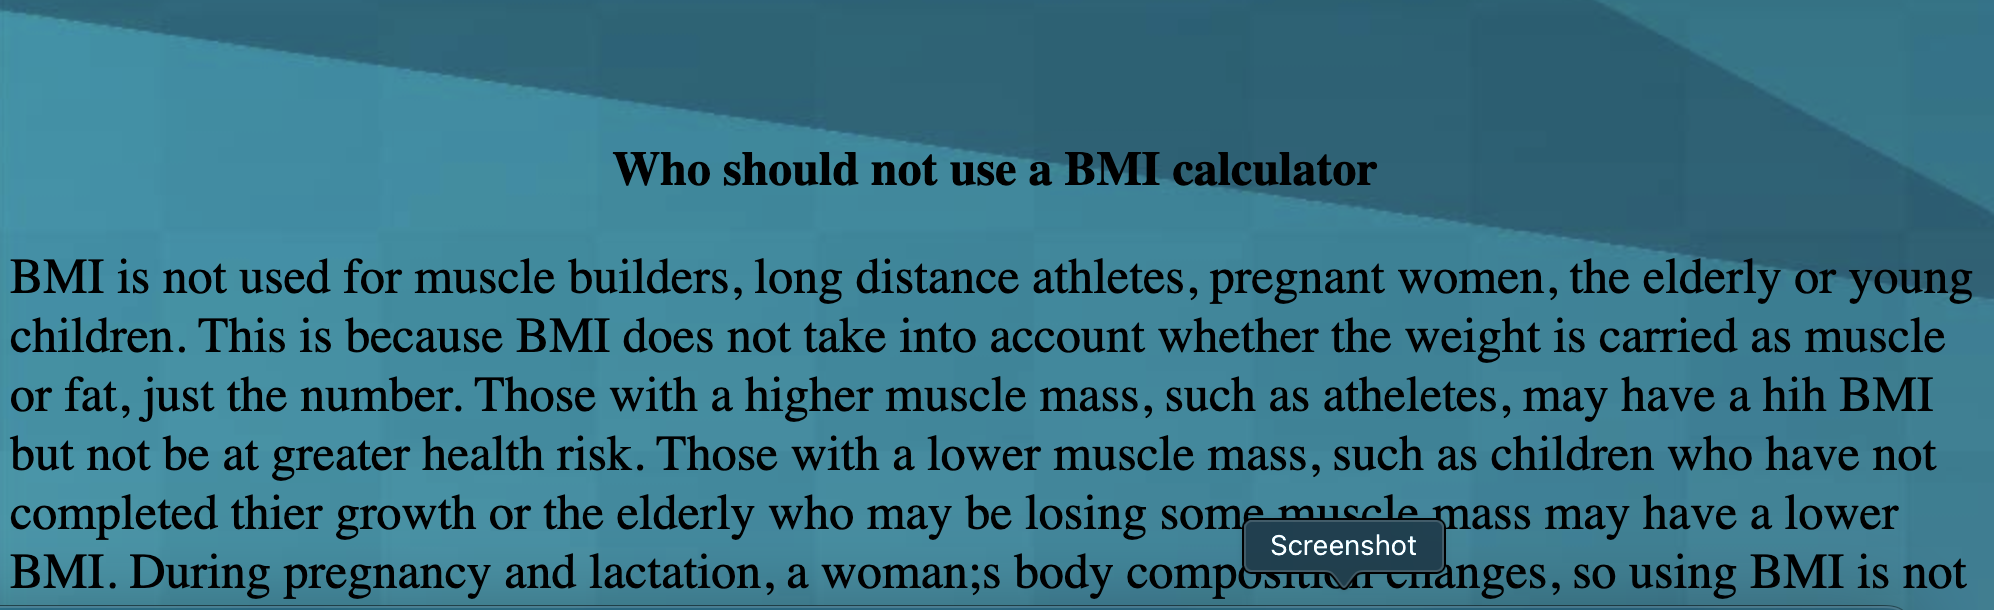 Who should not use a BMI calculator
BMI is not used for muscle builders, long distance athletes, pregnant women, the elderly or young
children. This is because BMI does not take into account whether the weight is carried as muscle
or fat, just the number. Those with a higher muscle mass, such as atheletes, may have a hih BMI
but not be at greater health risk. Those with a lower muscle mass, such as children who have not
completed thier growth or the elderly who may be losing some muscle mass may have a lower
Screenshot
BMI. During pregnancy and lactation, a woman;s body composition changes, so using BMI is not